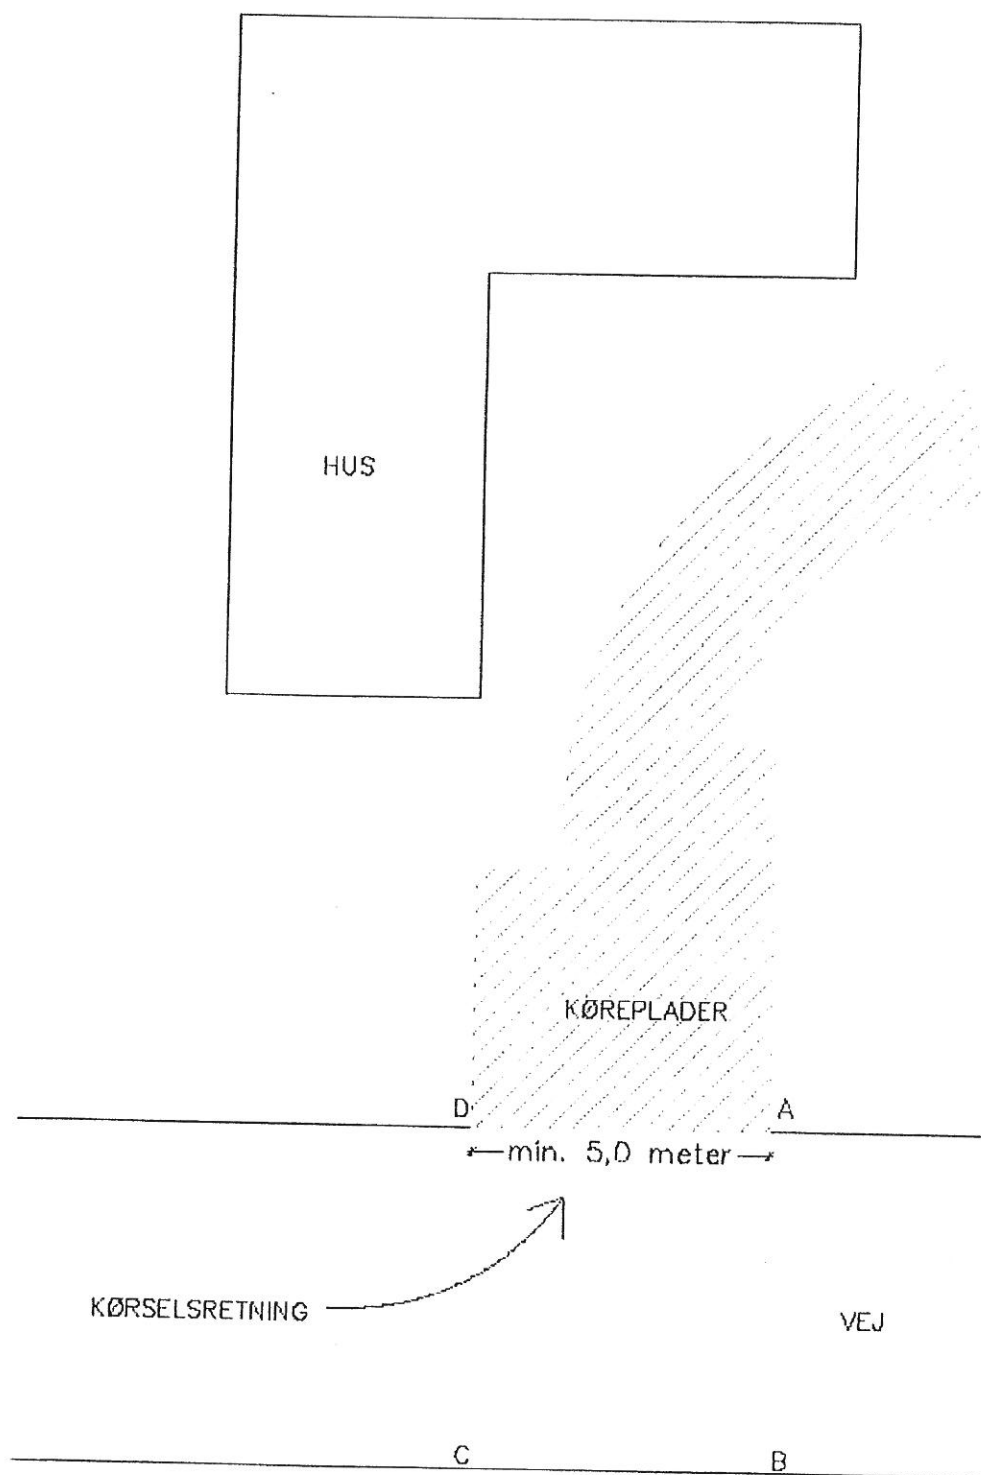 HUS
KØREPLADER
D A
min. 5,0 meter
KØRSELSRETNING
VEJ
C B